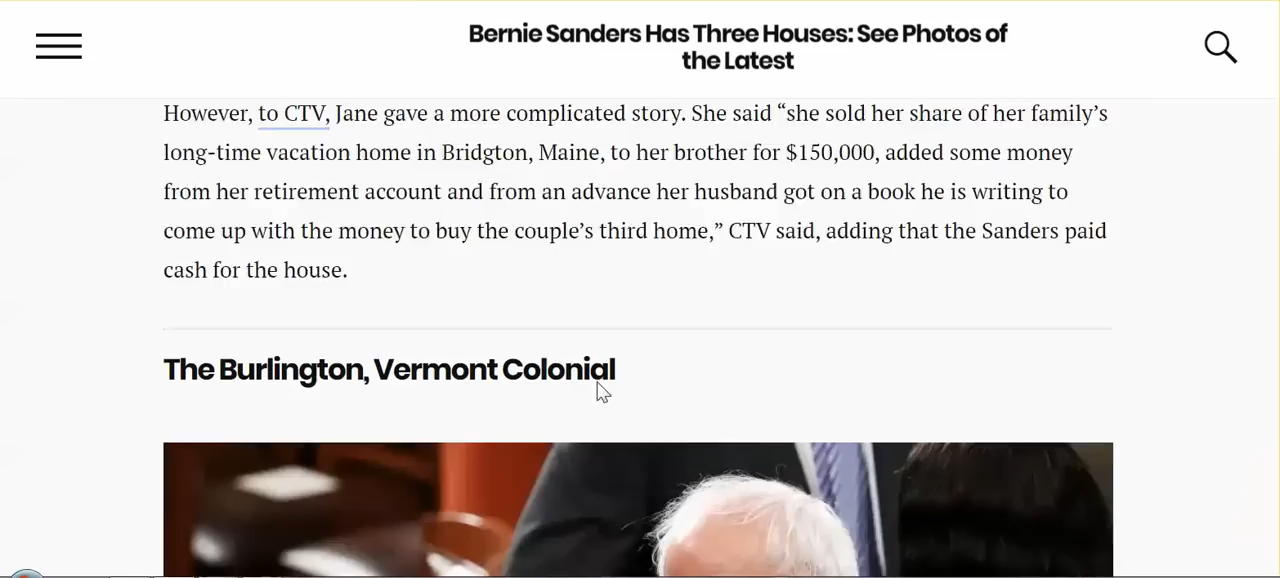 Bernie Sanders Has Three Houses: See Photos of
the Latest
However, to CTV, Jane gave a more complicated story. She said “she sold her share of her family’s
long-time vacation home in Bridgton, Maine, to her brother for $150,000, added some money
from her retirement account and from an advance her husband got on a book he is writing to
come up with the money to buy the couple’s third home,” CTV said, adding that the Sanders paid
cash for the house.
The Burlington, Vermont Colonial